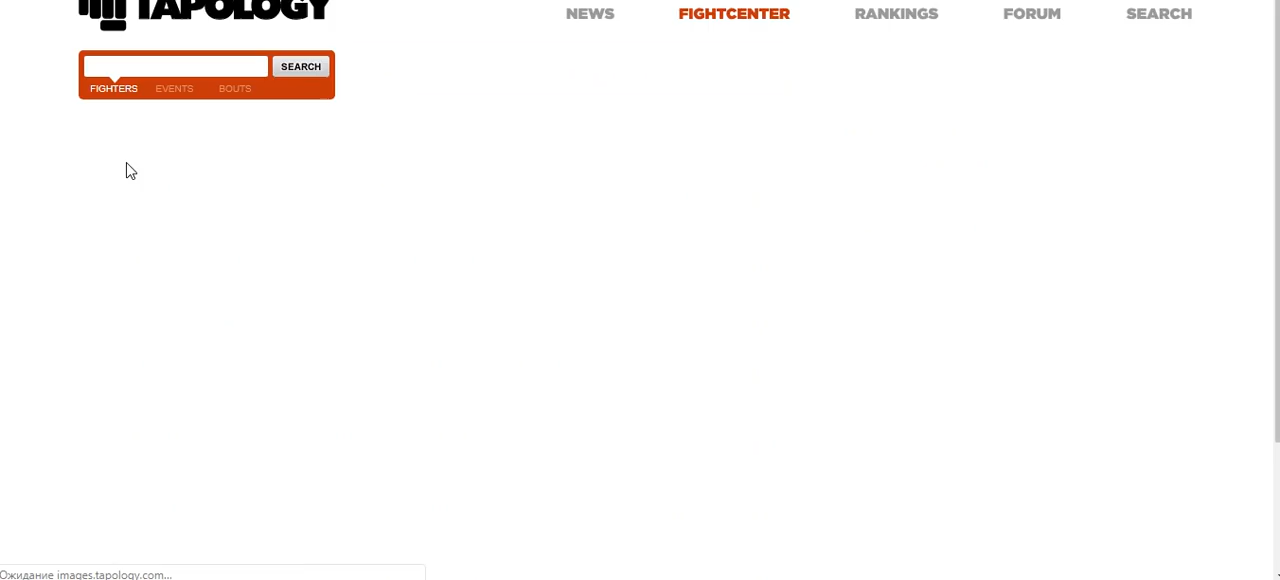 TAPOLOGY
NEWS FIGHTCENTER RANKINGS FORUM SEARCH
SEARCH
FIGHTERS EVENTS BOUTS
Ожидание images.tapology.com...